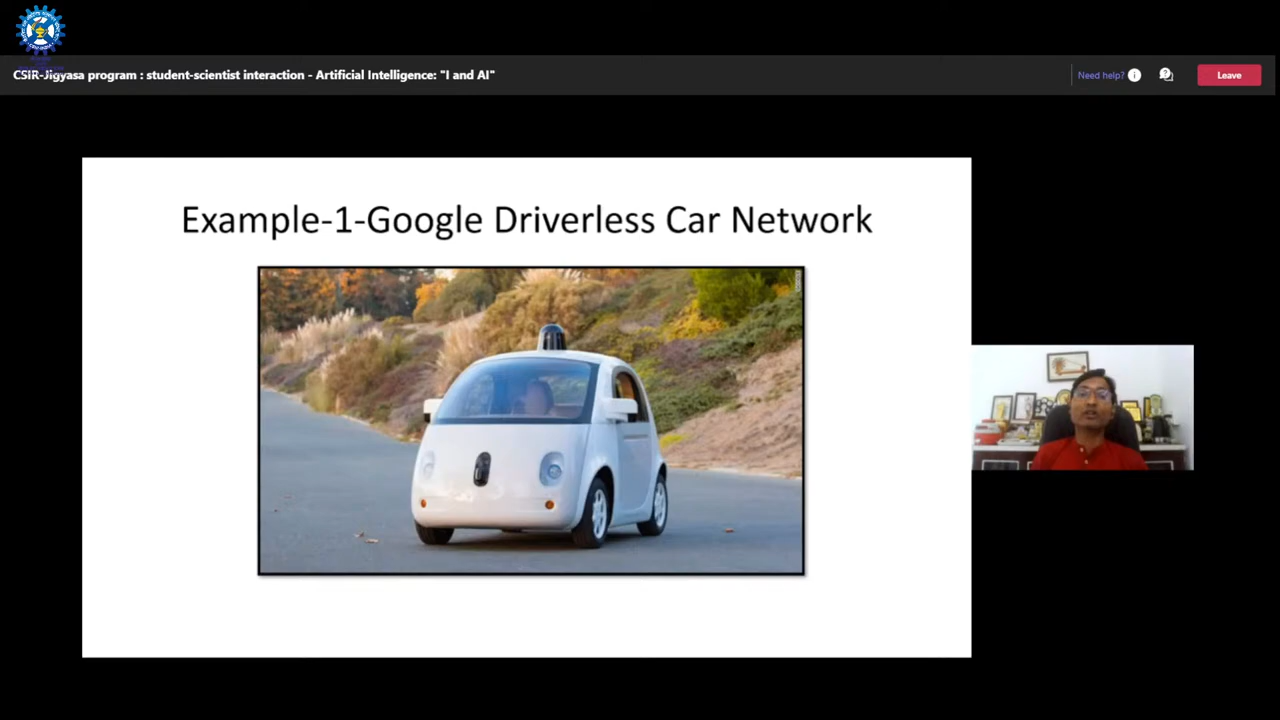 CSIR-Jigyasa program : student-scientist interaction - Artificial Intelligence: "I and AI"
Need help?
Leave
Example-1-Google Driverless Car Network